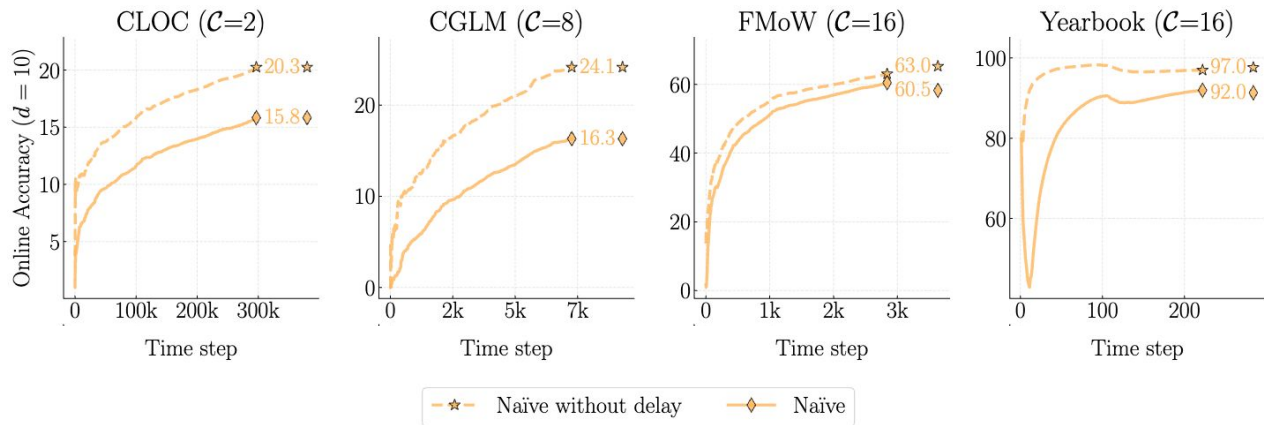 CLOC (𝒞=2)
CGLM (𝒞=8)
FMoW (𝒞=16)
Yearbook (𝒞=16)
Online Accuracy (d = 10)
20
15
10
5
20.3
15.8
0
100k
200k
300k
Time step
20
10
0
24.1
16.3
0
2k
5k
7k
Time step
60
40
20
0
63.0
60.5
0
1k
2k
3k
Time step
100
80
60
97.0
92.0
0
100
200
Time step
Naïve without delay
Naïve